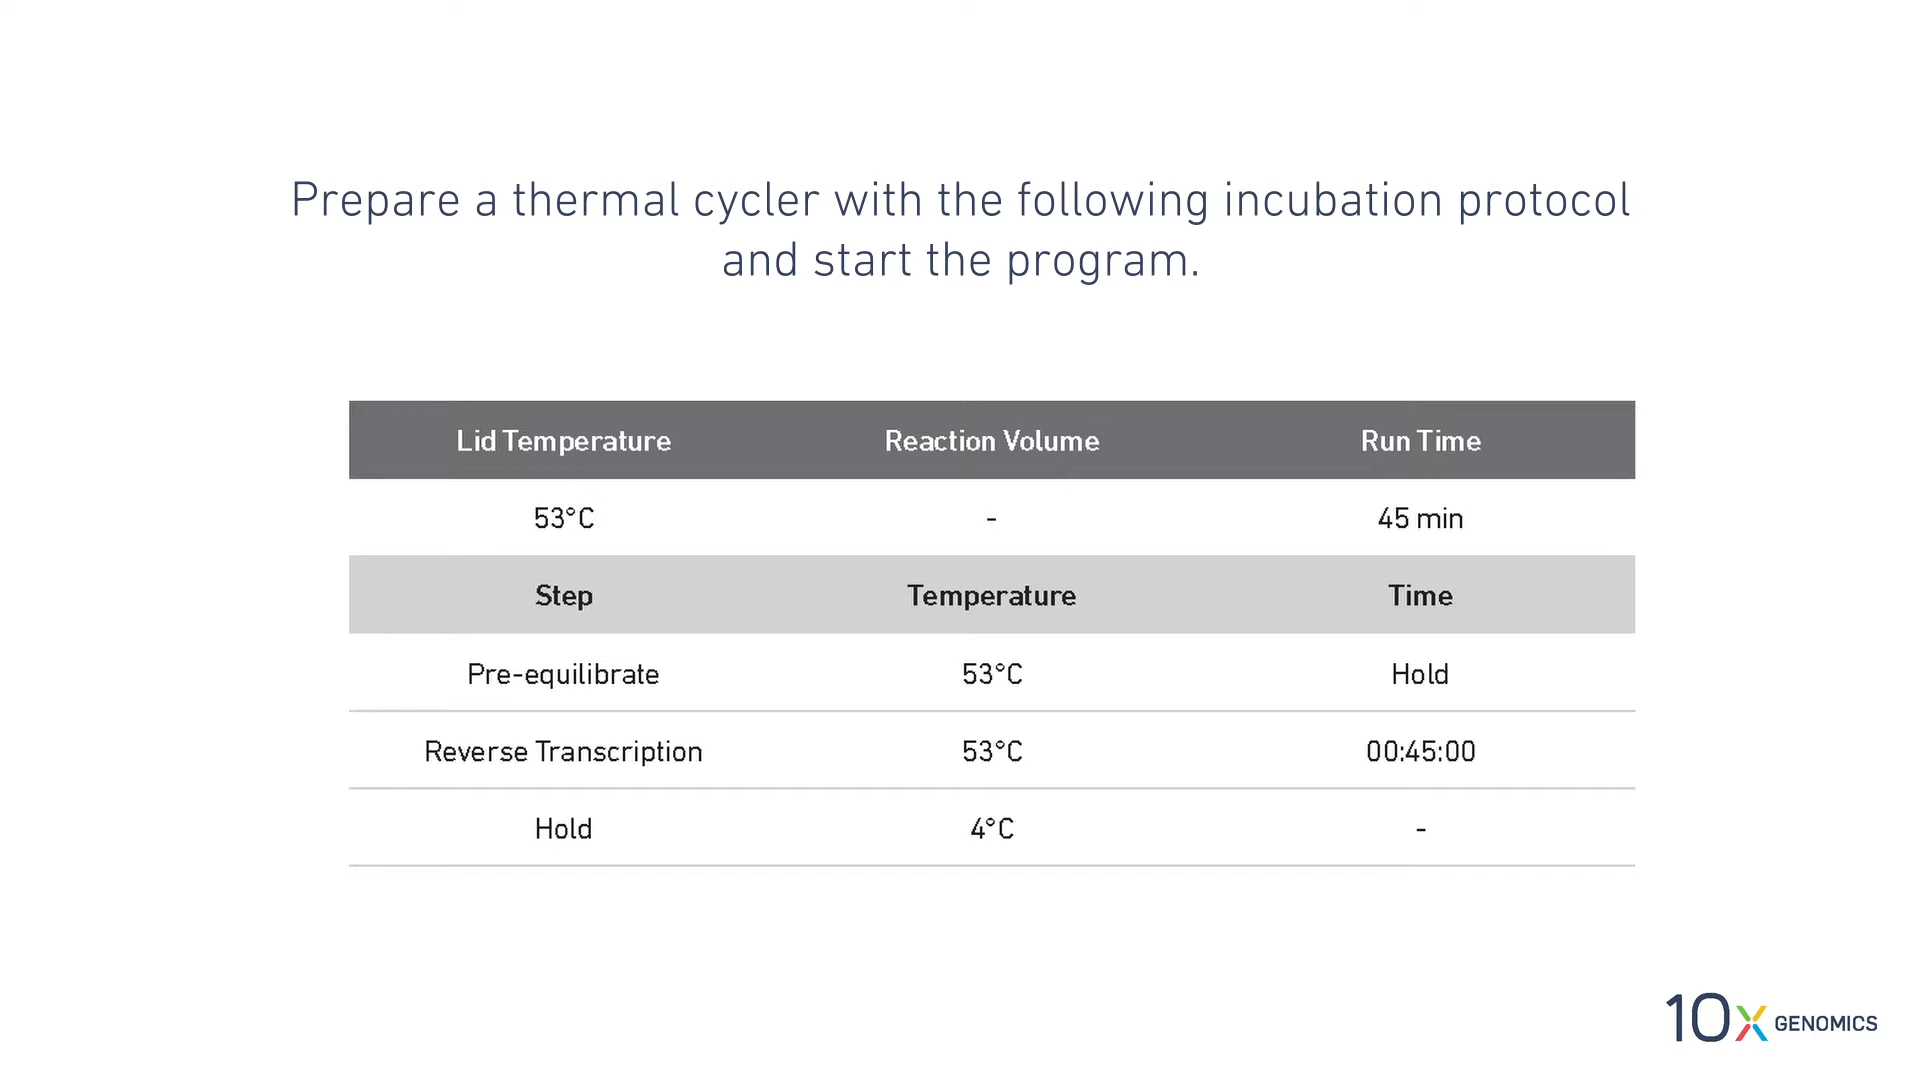 Prepare a thermal cycler with the following incubation protocol
and start the program.
Lid Temperature Reaction Volume Run Time
53°C - 45 min
Step Temperature Time
Pre-equilibrate 53°C Hold
Reverse Transcription 53°C 00:45:00
Hold 4°C -
10x GENOMICS